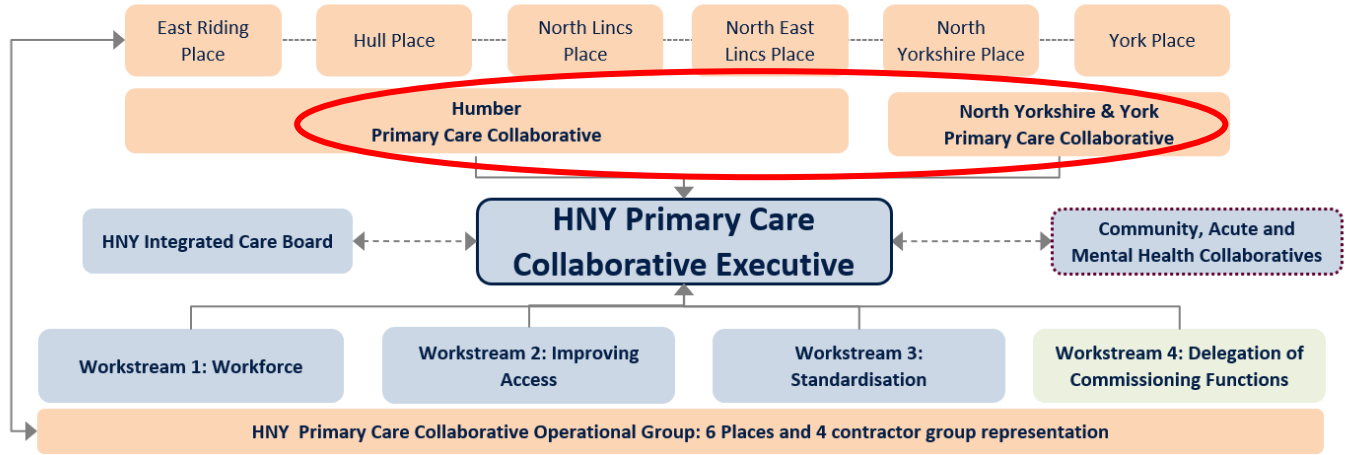 East Riding
Place
Hull Place
North Lincs
Place
North East
Lincs Place
North
Yorkshire Place
York Place
Humber
Primary Care Collaborative
North Yorkshire & York
Primary Care Collaborative
HNY Integrated Care Board
HNY Primary Care
Collaborative Executive
Community, Acute and
Mental Health Collaboratives
Workstream 1: Workforce
Workstream 2: Improving
Access
Workstream 3:
Standardisation
Workstream 4: Delegation of
Commissioning Functions
HNY  Primary Care Collaborative Operational Group: 6 Places and 4 contractor group representation